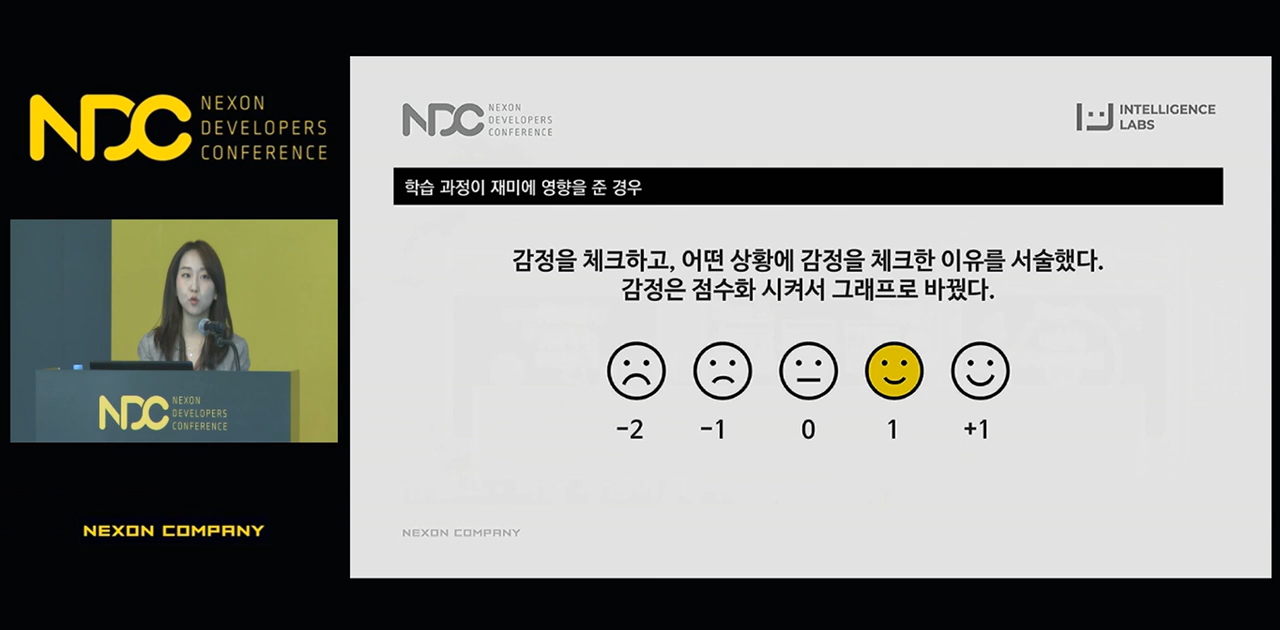 NDC NEXON
DEVELOPERS
CONFERENCE
NDC NEXON
DEVELOPERS
CONFERENCE
NEXON COMPANY
NDC NEXON
DEVELOPERS
CONFERENCE
INTELLIGENCE
LABS
학습 과정이 재미에 영향을 준 경우
감정을 체크하고, 어떤 상황에 감정을 체크한 이유를 서술했다.
감정은 점수화 시켜서 그래프로 바꿨다.
-2 -1 0 1 +1
NEXON COMPANY